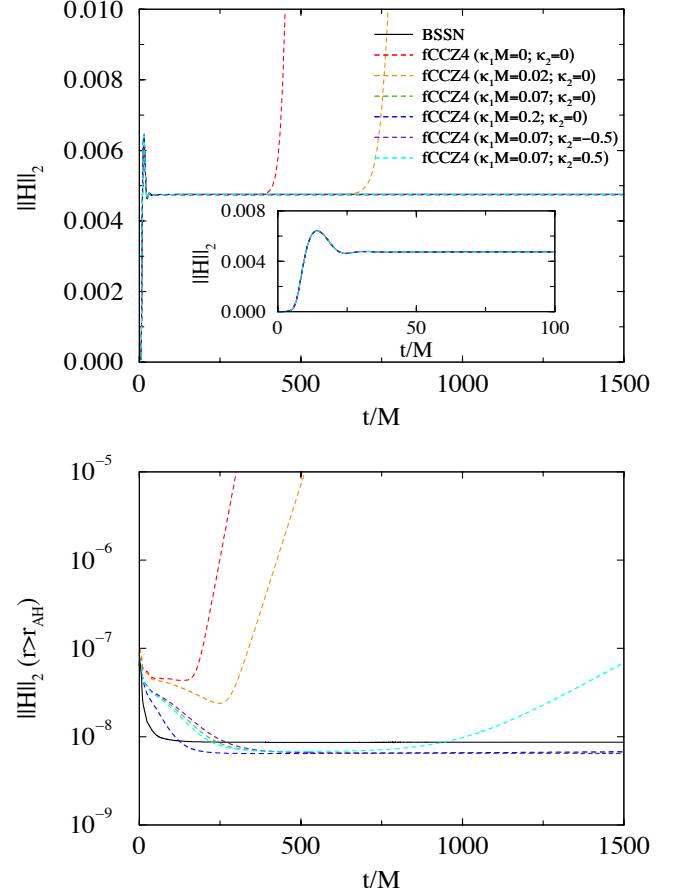 0.010
0.008
0.006
0.004
0.002
0.000
||H||₂
BSSN
fCCZ4 (κ₁M=0; κ₂=0)
fCCZ4 (κ₁M=0.02; κ₂=0)
fCCZ4 (κ₁M=0.07; κ₂=0)
fCCZ4 (κ₁M=0.2; κ₂=0)
fCCZ4 (κ₁M=0.07; κ₂=−0.5)
fCCZ4 (κ₁M=0.07; κ₂=0.5)
0.008
0.004
0.000
||H||₂
0 50 100
t/M
0 500 1000 1500
t/M
10⁻⁵
10⁻⁶
10⁻⁷
10⁻⁸
10⁻⁹
||H||₂ (r>r_AH)
0 500 1000 1500
t/M